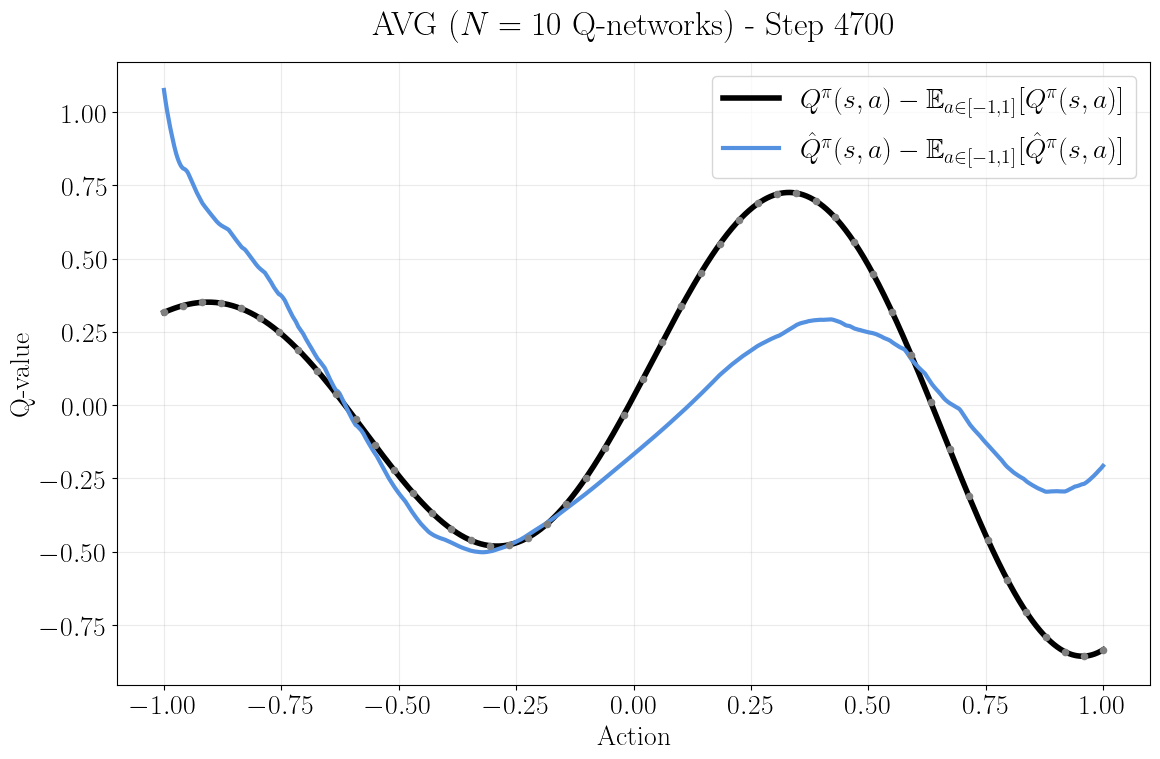 AVG (N = 10 Q-networks) - Step 4700
Q^π(s, a) − 𝔼_{a∈[−1,1]}[Q^π(s, a)]
Q̂^π(s, a) − 𝔼_{a∈[−1,1]}[Q̂^π(s, a)]
1.00
0.75
0.50
0.25
0.00
−0.25
−0.50
−0.75
Q-value
−1.00 −0.75 −0.50 −0.25 0.00 0.25 0.50 0.75 1.00
Action